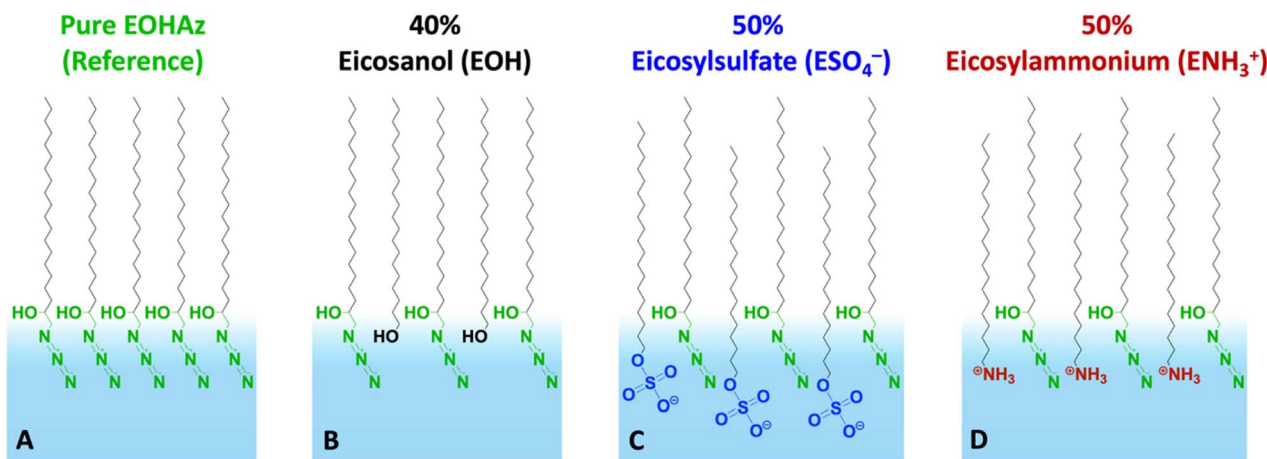 Pure EOHAz
(Reference)
40%
Eicosanol (EOH)
50%
Eicosylsulfate (ESO₄⁻)
50%
Eicosylammonium (ENH₃⁺)
HO HO HO HO HO
N N N N N
N N N N N
N N N N N
A
HO HO HO
HO HO
N N N
N N N
N N N
B
HO HO HO
N N N
N N N
N N N
O
O S O
O⊖
O
O S O
O⊖
O
O S O
O⊖
C
HO HO HO
N N N
N N N
N N N
⊕NH₃ ⊕NH₃ ⊕NH₃
D